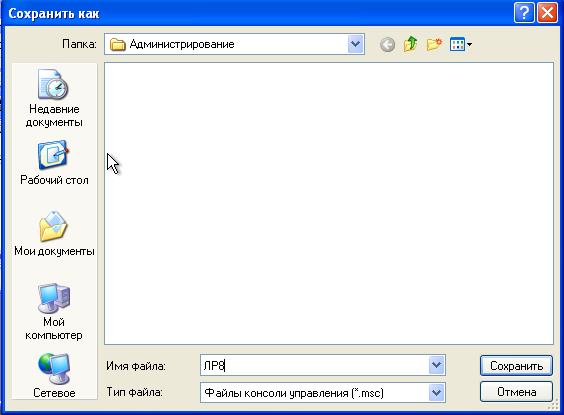 Сохранить как
Папка:
Администрирование
Недавние
документы
Рабочий стол
Мои документы
Мой
компьютер
Сетевое
Имя файла:
ЛР8
Сохранить
Тип файла:
Файлы консоли управления (*.msc)
Отмена